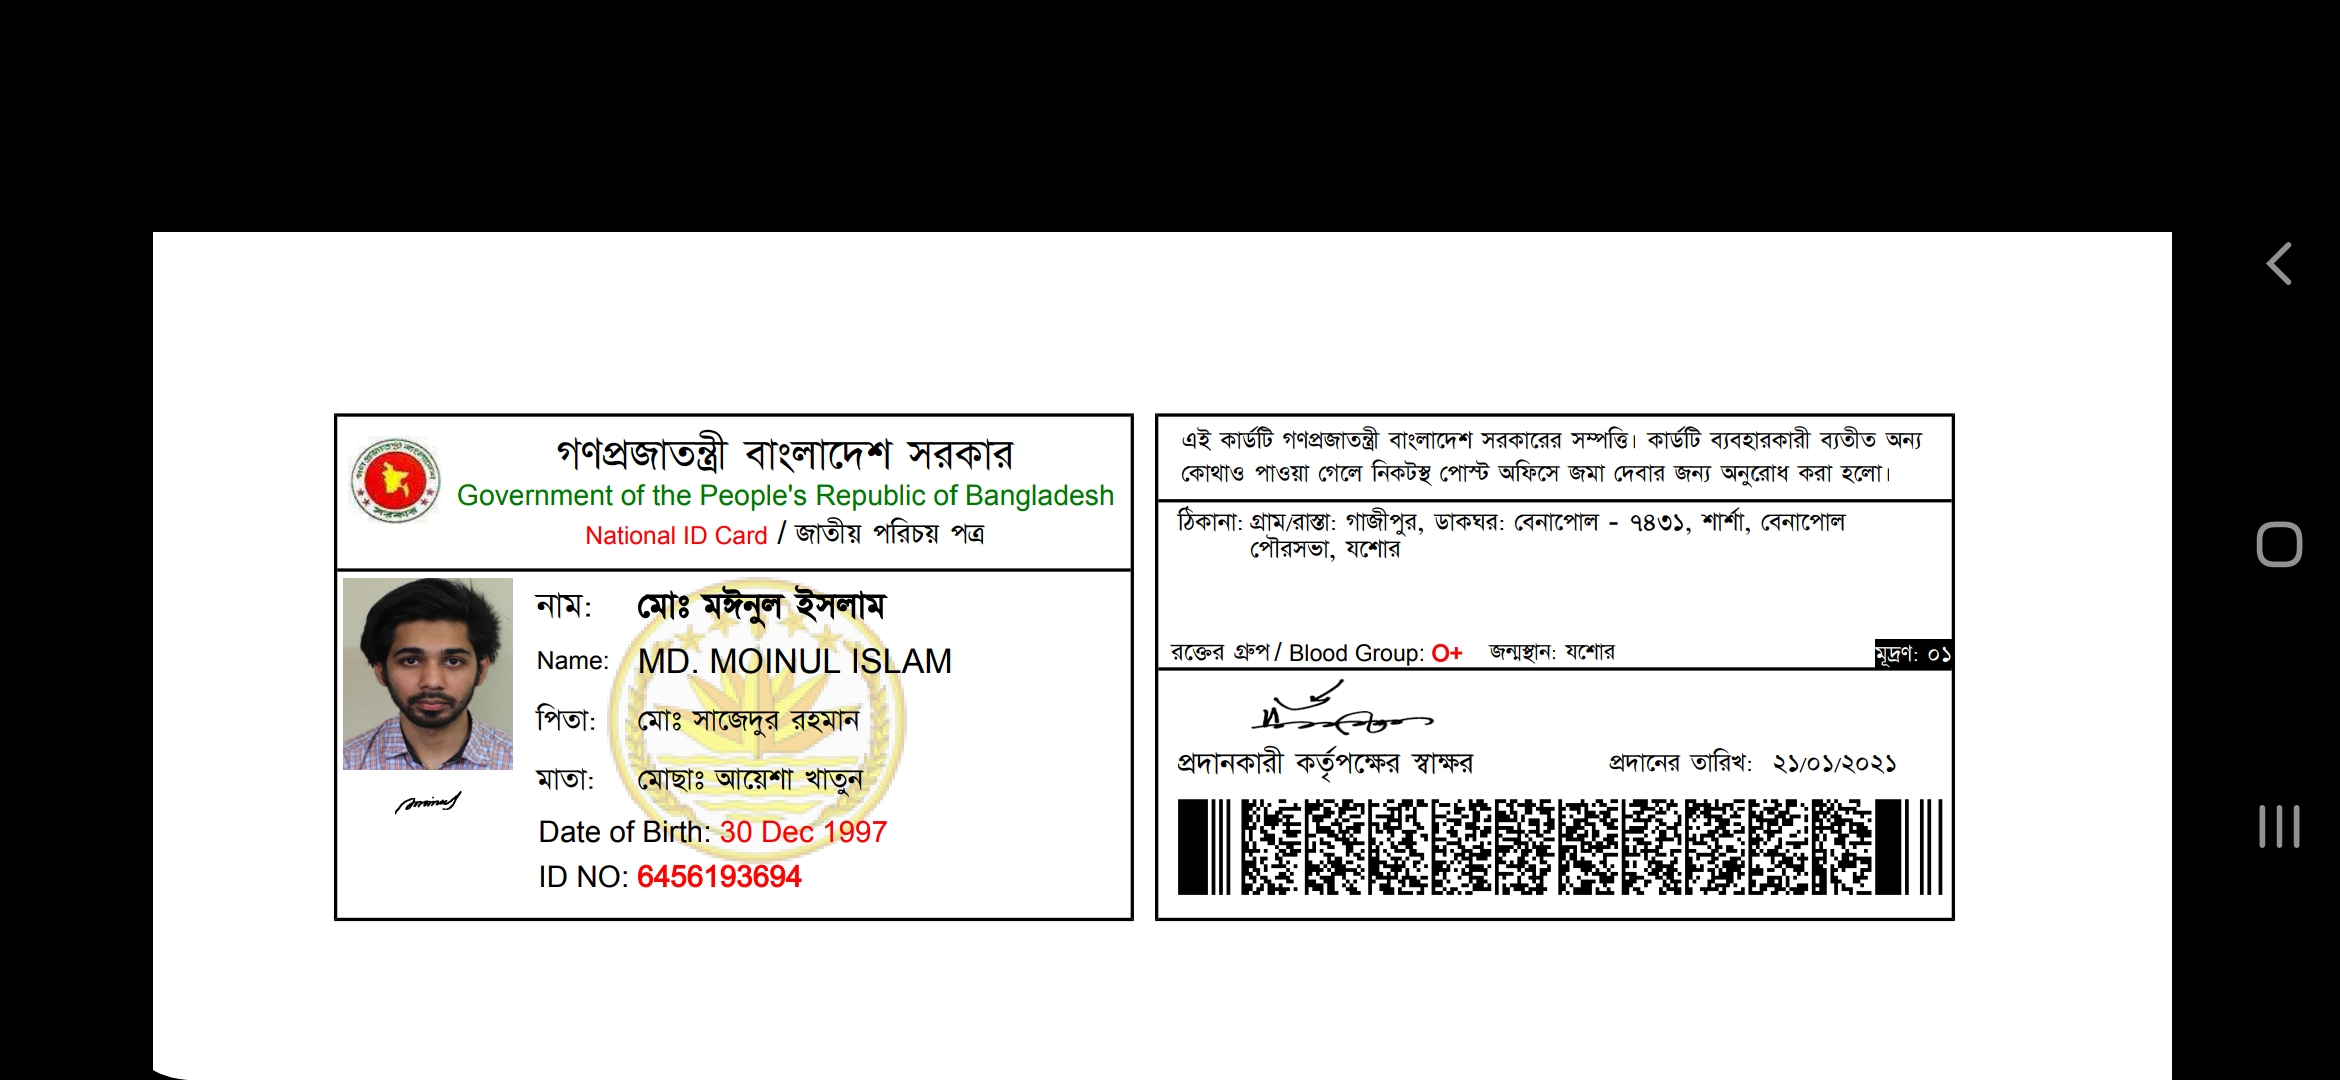 গণপ্রজাতন্ত্রী বাংলাদেশ সরকার
Government of the People's Republic of Bangladesh
National ID Card / জাতীয় পরিচয় পত্র
নাম: মোঃ মঈনুল ইসলাম
Name: MD. MOINUL ISLAM
পিতা: মোঃ সাজেদুর রহমান
মাতা: মোছাঃ আয়েশা খাতুন
Date of Birth: 30 Dec 1997
ID NO: 6456193694
এই কার্ডটি গণপ্রজাতন্ত্রী বাংলাদেশ সরকারের সম্পত্তি। কার্ডটি ব্যবহারকারী ব্যতীত অন্য
কোথাও পাওয়া গেলে নিকটস্থ পোস্ট অফিসে জমা দেবার জন্য অনুরোধ করা হলো।
ঠিকানা: গ্রাম/রাস্তা: গাজীপুর, ডাকঘর: বেনাপোল - ৭৪৩১, শার্শা, বেনাপোল
পৌরসভা, যশোর
রক্তের গ্রুপ / Blood Group: O+ জন্মস্থান: যশোর মূদ্রণ: ০১
প্রদানকারী কর্তৃপক্ষের স্বাক্ষর প্রদানের তারিখ: ২১/০১/২০২১